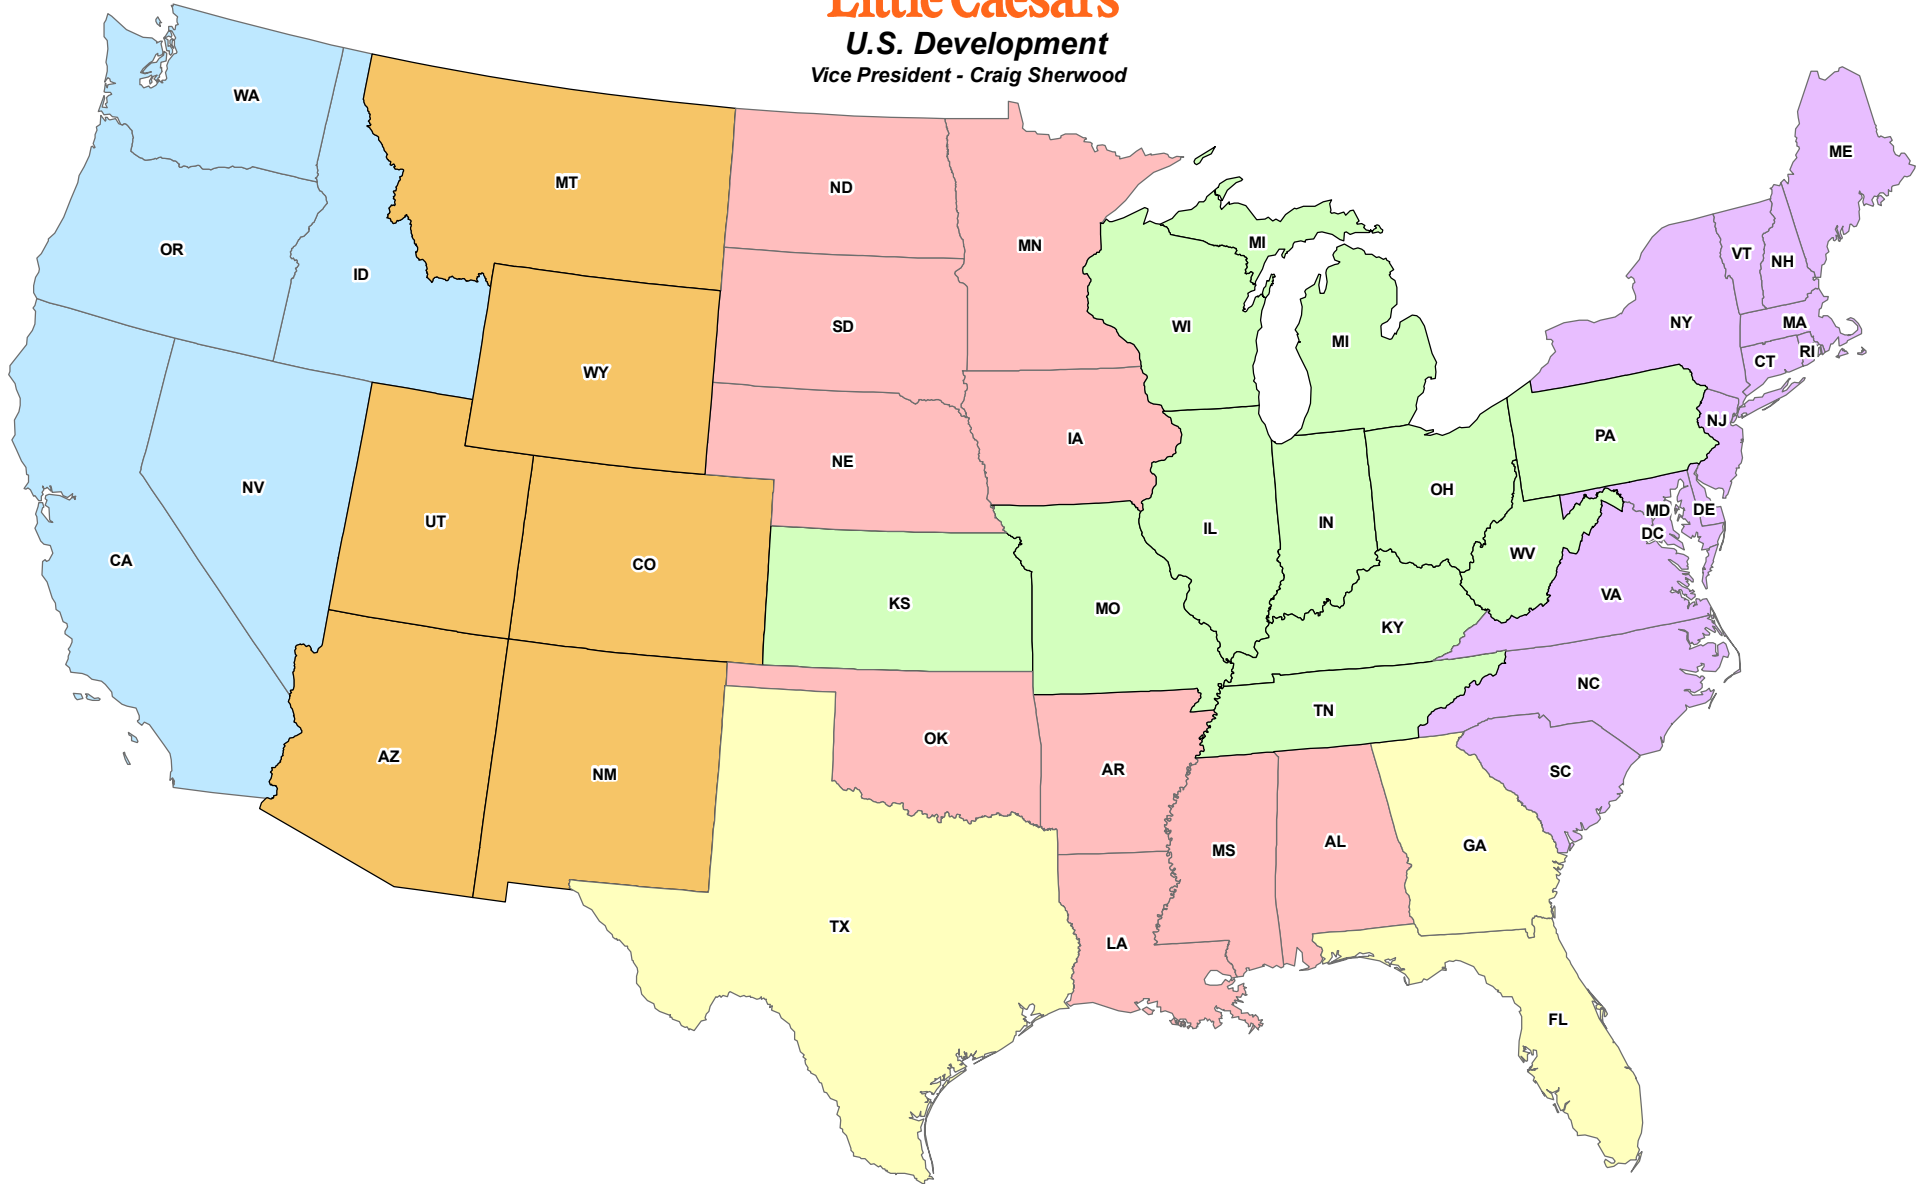 Little Caesars
U.S. Development
Vice President - Craig Sherwood
WA
MT
ND
MN
ME
OR
ID
MI
VT
NH
SD
WI
MI
NY
MA
CT
RI
WY
NE
IA
PA
NJ
NV
UT
CO
KS
MO
IL
IN
OH
WV
MD
DE
DC
VA
CA
KY
NC
TN
AZ
NM
OK
AR
SC
MS
AL
GA
TX
LA
FL